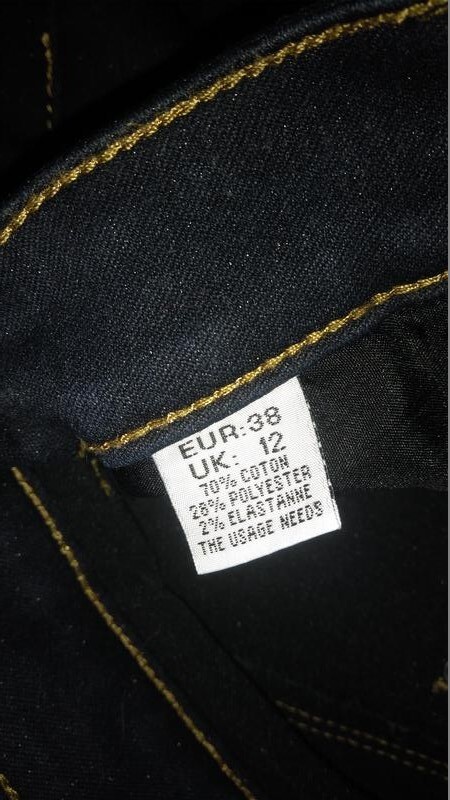 EUR:38
UK: 12
70% COTON
28% POLYESTER
2% ELASTANNE
THE USAGE NEEDS